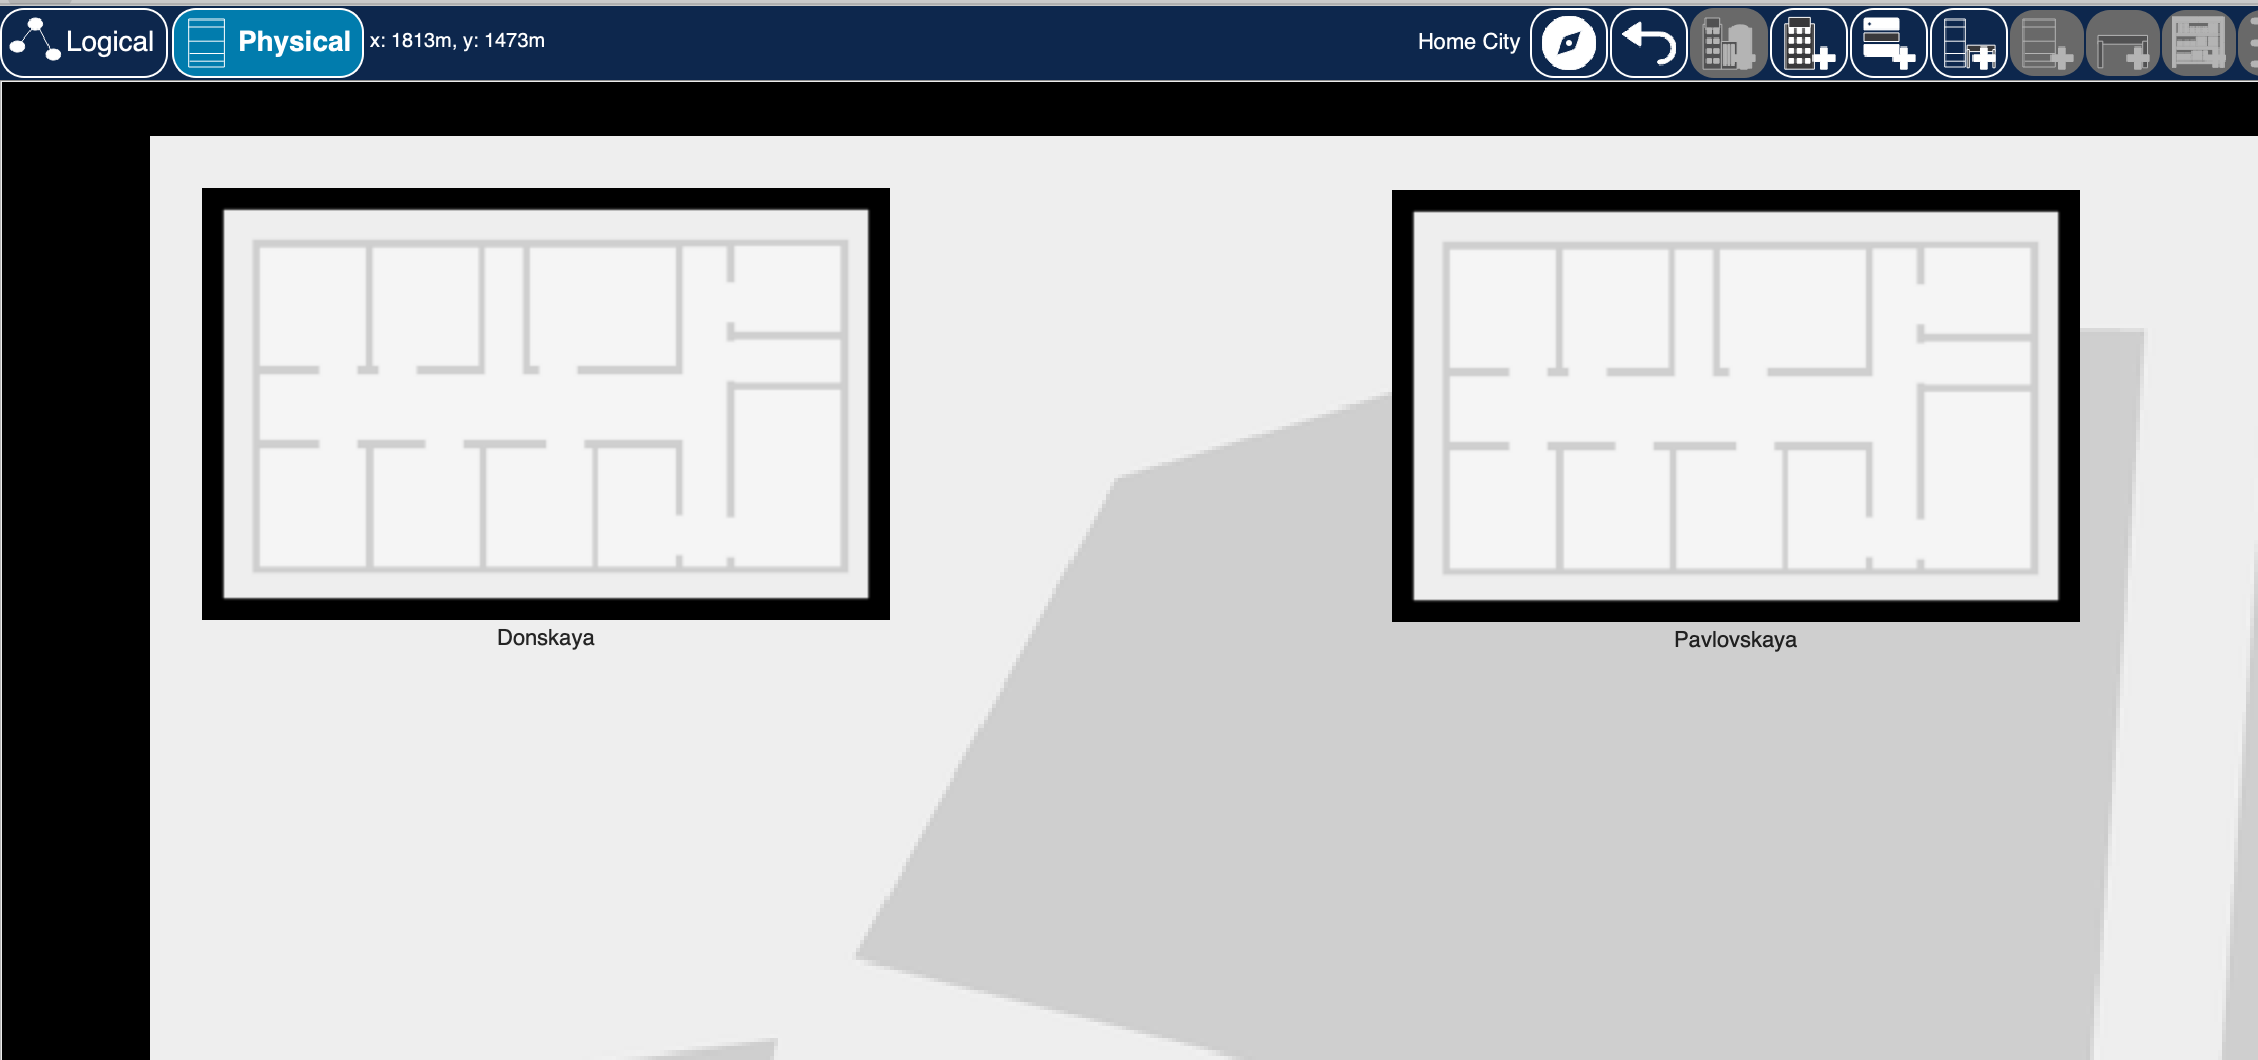 Logical
Physical
x: 1813m, y: 1473m
Home City
Donskaya
Pavlovskaya